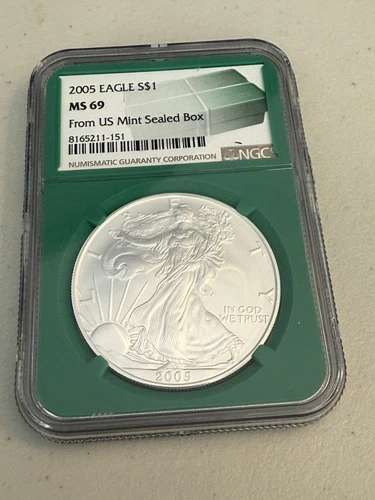 2005 EAGLE S$1
MS 69
From US Mint Sealed Box
8165211-151
NUMISMATIC GUARANTY CORPORATION
NGC
LIBERTY
IN GOD
WE TRUST
2005